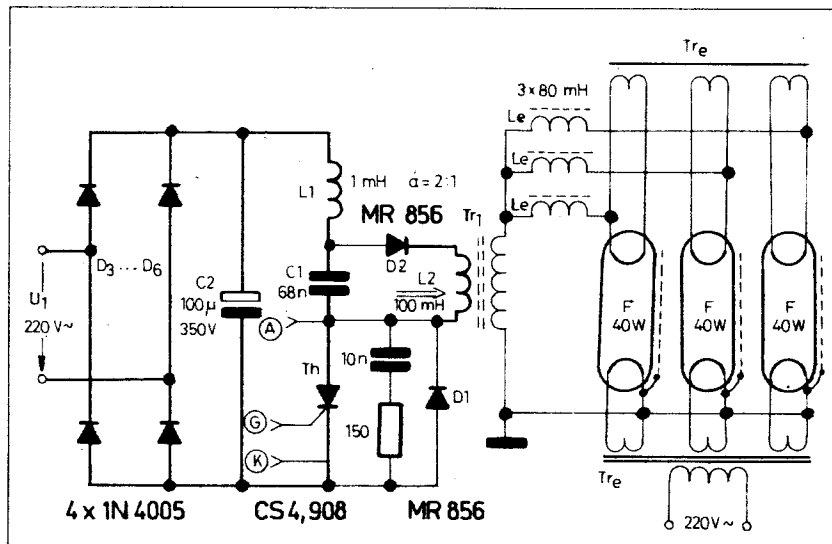 Tr e
3 × 80 mH
Le
Le
Le
L1
1 mH
ά = 2:1
MR 856
Tr1
D2
D3 ... D6
C2
100µ
350V
C1
68n
L2
100 mH
U1
220 V~
A
10n
Th
D1
G
150
K
F
40W
F
40W
F
40W
Tr e
220V~
4 x 1N 4005
CS 4,908
MR 856